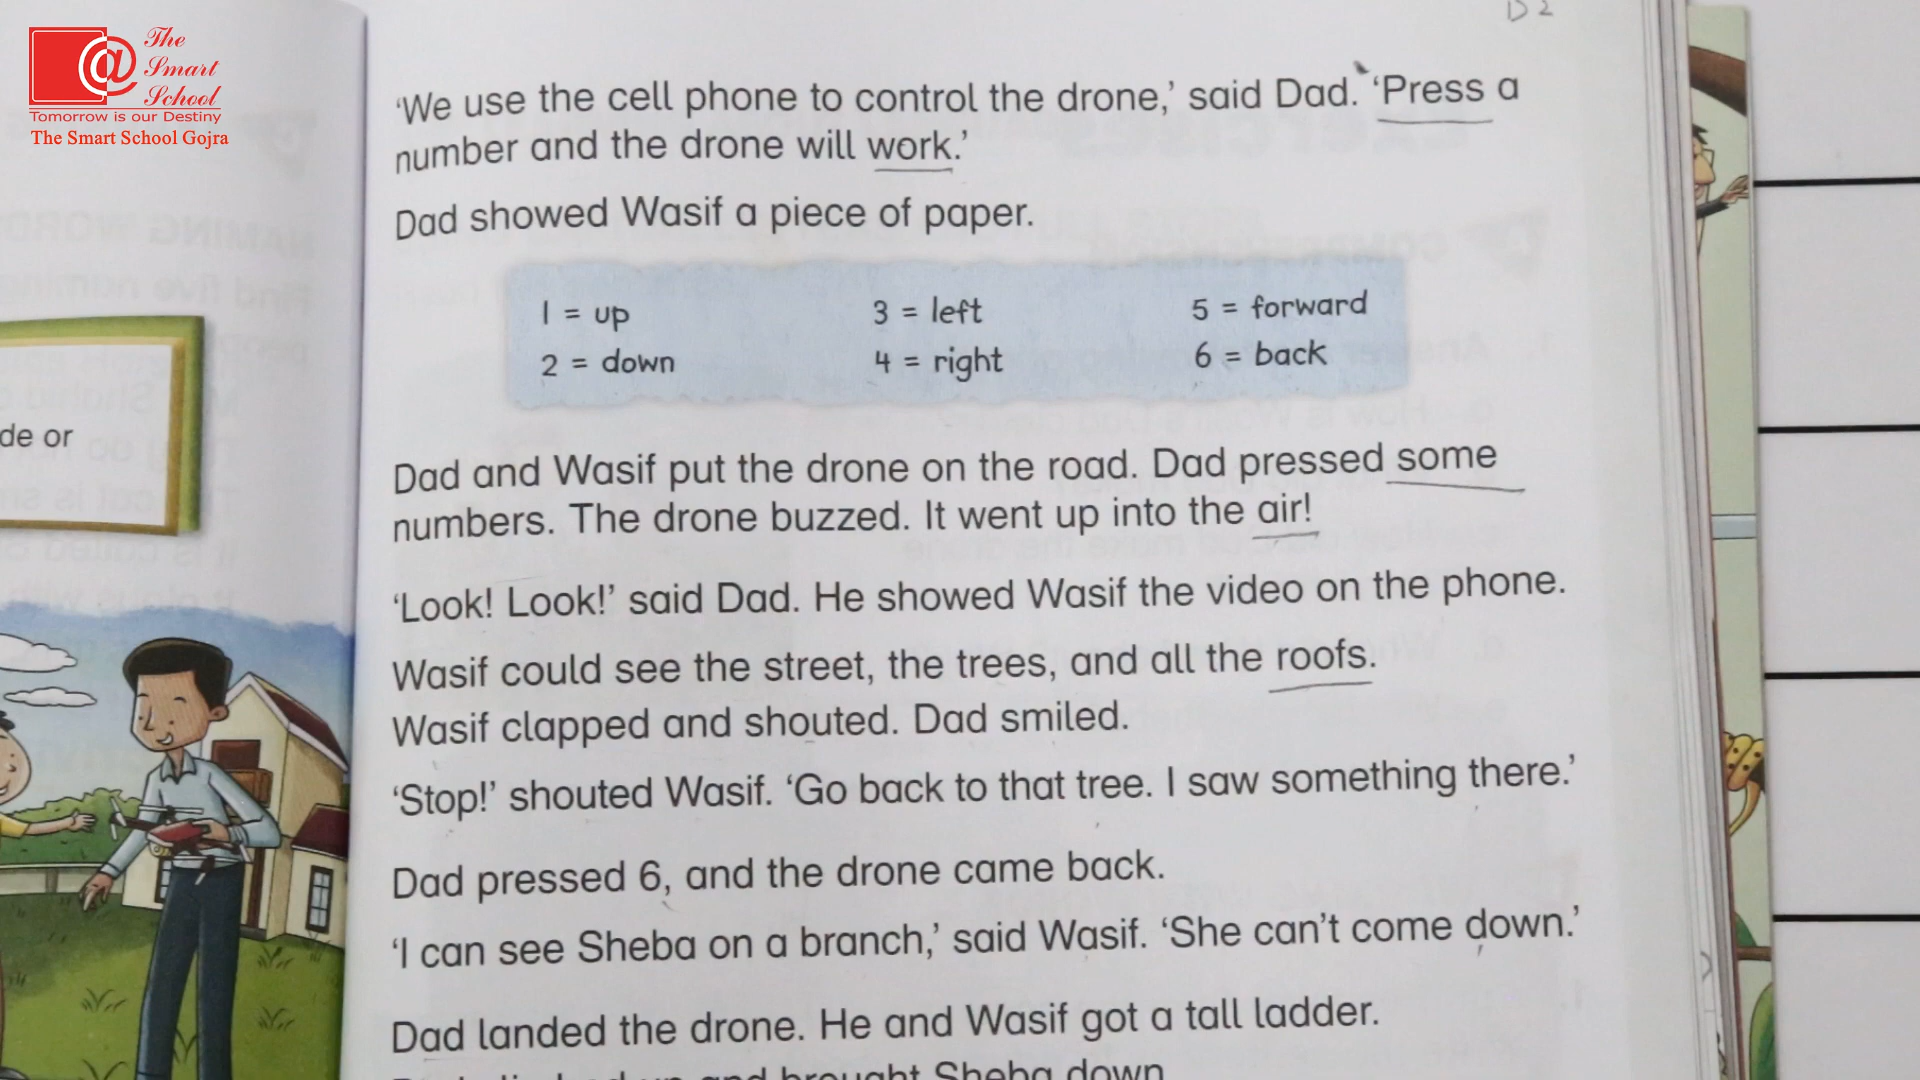 The
Smart
School
Tomorrow is our Destiny
The Smart School Gojra
D 2
‘We use the cell phone to control the drone,’ said Dad. ‘Press a
number and the drone will work.’
Dad showed Wasif a piece of paper.
1 = up 3 = left 5 = forward
2 = down 4 = right 6 = back
de or
Dad and Wasif put the drone on the road. Dad pressed some
numbers. The drone buzzed. It went up into the air!
‘Look! Look!’ said Dad. He showed Wasif the video on the phone.
Wasif could see the street, the trees, and all the roofs.
Wasif clapped and shouted. Dad smiled.
‘Stop!’ shouted Wasif. ‘Go back to that tree. I saw something there.’
Dad pressed 6, and the drone came back.
‘I can see Sheba on a branch,’ said Wasif. ‘She can’t come down.’
Dad landed the drone. He and Wasif got a tall ladder.
up and brought Sheba down